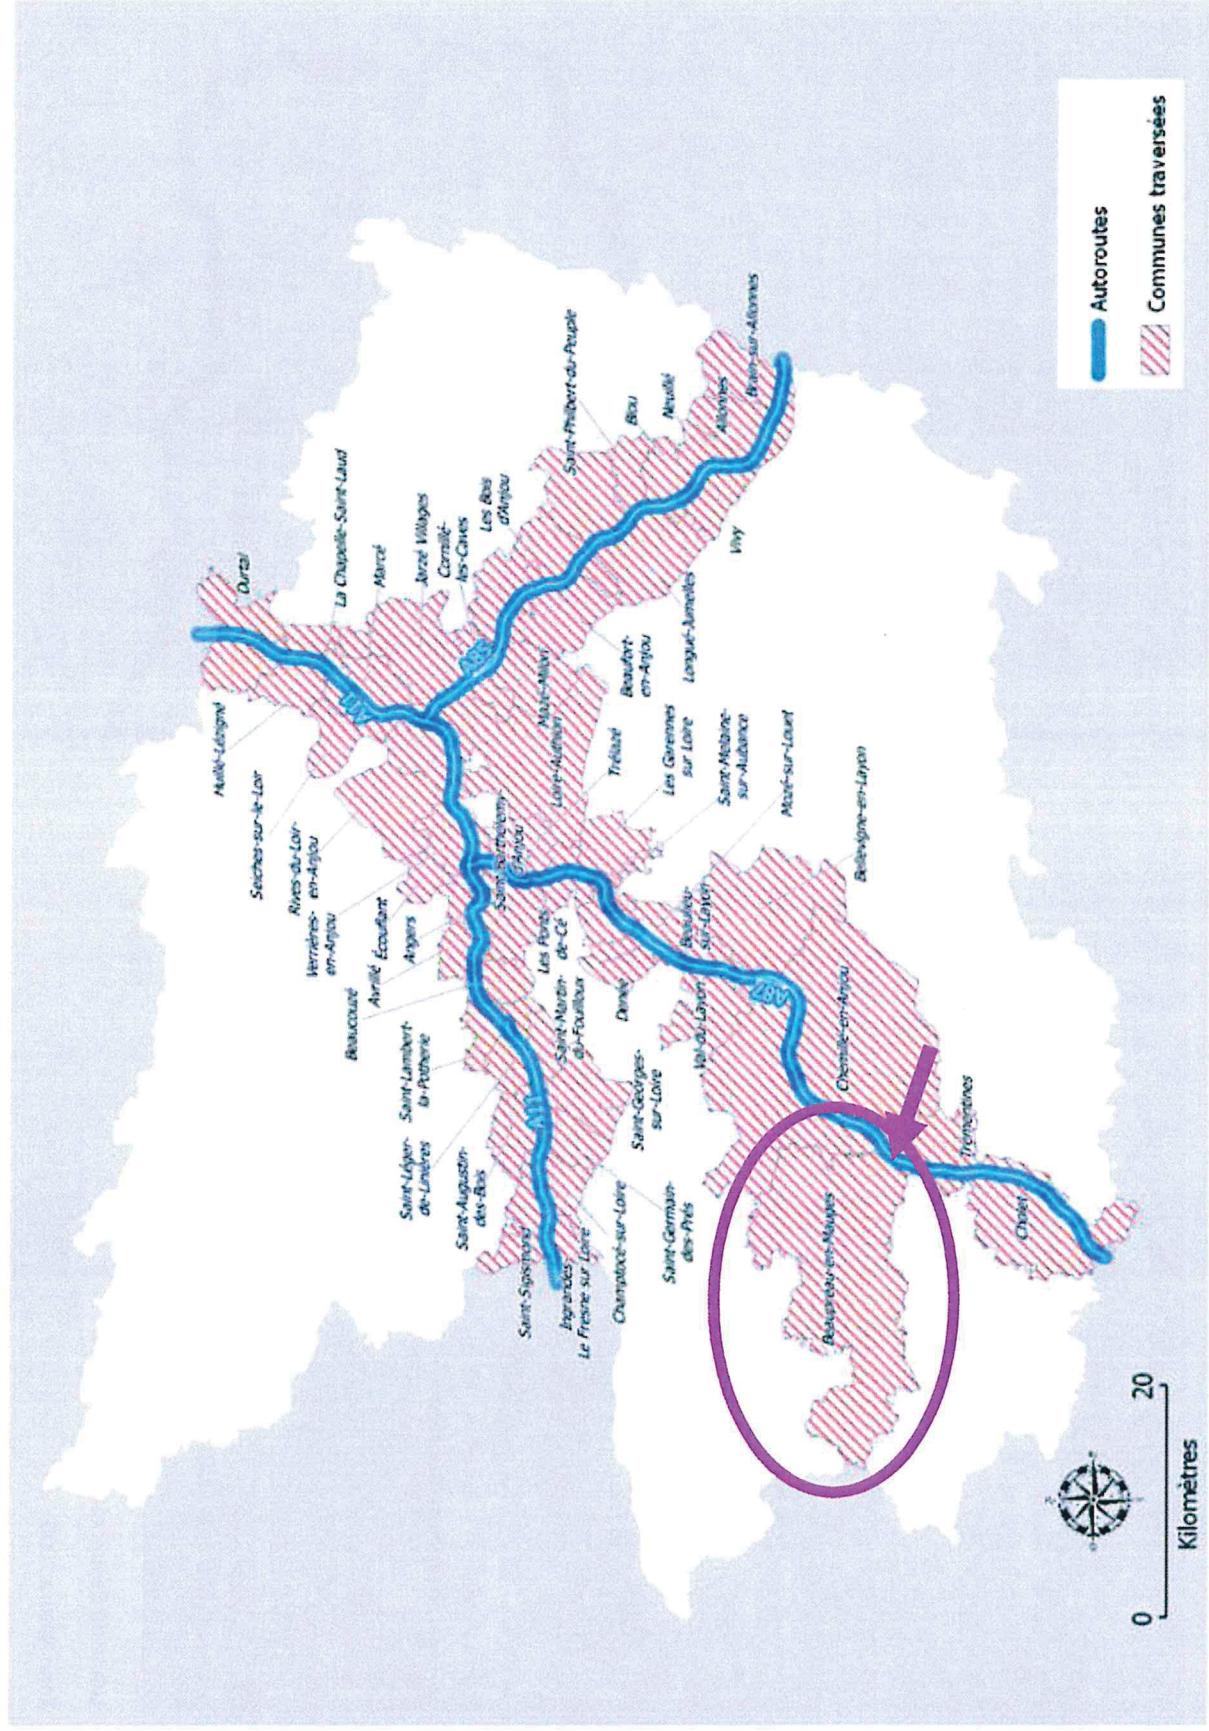 Durtal
Huillé-Lézigné
La Chapelle-Saint-Laud
Seiches-sur-le-Loir
Marcé
A11
Jarzé Villages
Rives-du-Loir-
en-Anjou
Cornillé-
les-Caves
Verrières-
en-Anjou
A85
Les Bois
d'Anjou
Écouflant
Avrillé
Angers
Saint-Philbert-du-Peuple
Beaucouzé
Saint-Barthélemy-
d'Anjou
Mazé-Milon
Loire-Authion
Blou
Neuillé
Saint-Lambert-
la-Potherie
Beaufort-
en-Anjou
Allonnes
Brain-sur-Allonnes
Saint-Léger-
de-Linières
Les Ponts-
de-Cé
Trélazé
Longué-Jumelles
Vivy
Saint-Augustin-
des-Bois
A11
Saint-Martin-
du-Fouilloux
Les Garennes
sur Loire
Saint-Sigismond
Denée
Saint-Melaine-
sur-Aubance
Ingrandes
Le Fresne sur Loire
Saint-Georges-
sur-Loire
Champtocé-sur-Loire
Beaulieu-
sur-Layon
Mozé-sur-Louet
Saint-Germain-
des-Prés
Val-du-Layon
A87
Bellevigne-en-Layon
Chemillé-en-Anjou
Beaupréau-en-Mauges
Trémentines
Cholet
N
O
E
S
0
20
Kilomètres
Autoroutes
Communes traversées